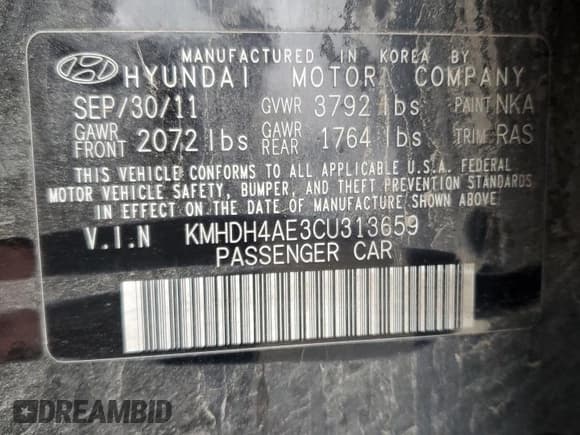 MANUFACTURED IN KOREA BY
HYUNDAI MOTOR COMPANY
SEP/30/11 GVWR 3792 lbs PAINT NKA
GAWR FRONT 2072 lbs GAWR REAR 1764 lbs TRIM RAS
THIS VEHICLE CONFORMS TO ALL APPLICABLE U.S.A. FEDERAL
MOTOR VEHICLE SAFETY, BUMPER, AND THEFT PREVENTION STANDARDS
IN EFFECT ON THE DATE OF MANUFACTURE SHOWN ABOVE
V.I.N KMHDH4AE3CU313659
PASSENGER CAR
DREAMBID